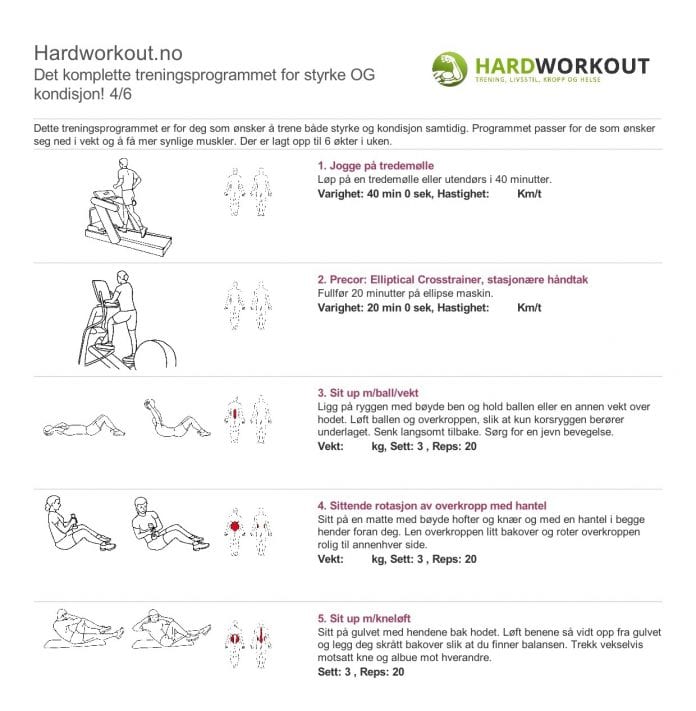 Hardworkout.no
Det komplette treningsprogrammet for styrke OG
kondisjon! 4/6
HARDWORKOUT
TRENING, LIVSSTIL, KROPP OG HELSE
Dette treningsprogrammet er for deg som ønsker å trene både styrke og kondisjon samtidig. Programmet passer for de som ønsker
seg ned i vekt og å få mer synlige muskler. Der er lagt opp til 6 økter i uken.
1. Jogge på tredemølle
Løp på en tredemølle eller utendørs i 40 minutter.
Varighet: 40 min 0 sek, Hastighet: Km/t
2. Precor: Elliptical Crosstrainer, stasjonære håndtak
Fullfør 20 minutter på ellipse maskin.
Varighet: 20 min 0 sek, Hastighet: Km/t
3. Sit up m/ball/vekt
Ligg på ryggen med bøyde ben og hold ballen eller en annen vekt over
hodet. Løft ballen og overkroppen, slik at kun korsryggen berører
underlaget. Senk langsomt tilbake. Sørg for en jevn bevegelse.
Vekt: kg, Sett: 3 , Reps: 20
4. Sittende rotasjon av overkropp med hantel
Sitt på en matte med bøyde hofter og knær og med en hantel i begge
hender foran deg. Len overkroppen litt bakover og roter overkroppen
rolig til annenhver side.
Vekt: kg, Sett: 3 , Reps: 20
5. Sit up m/kneløft
Sitt på gulvet med hendene bak hodet. Løft benene så vidt opp fra gulvet
og legg deg skrått bakover slik at du finner balansen. Trekk vekselvis
motsatt kne og albue mot hverandre.
Sett: 3 , Reps: 20